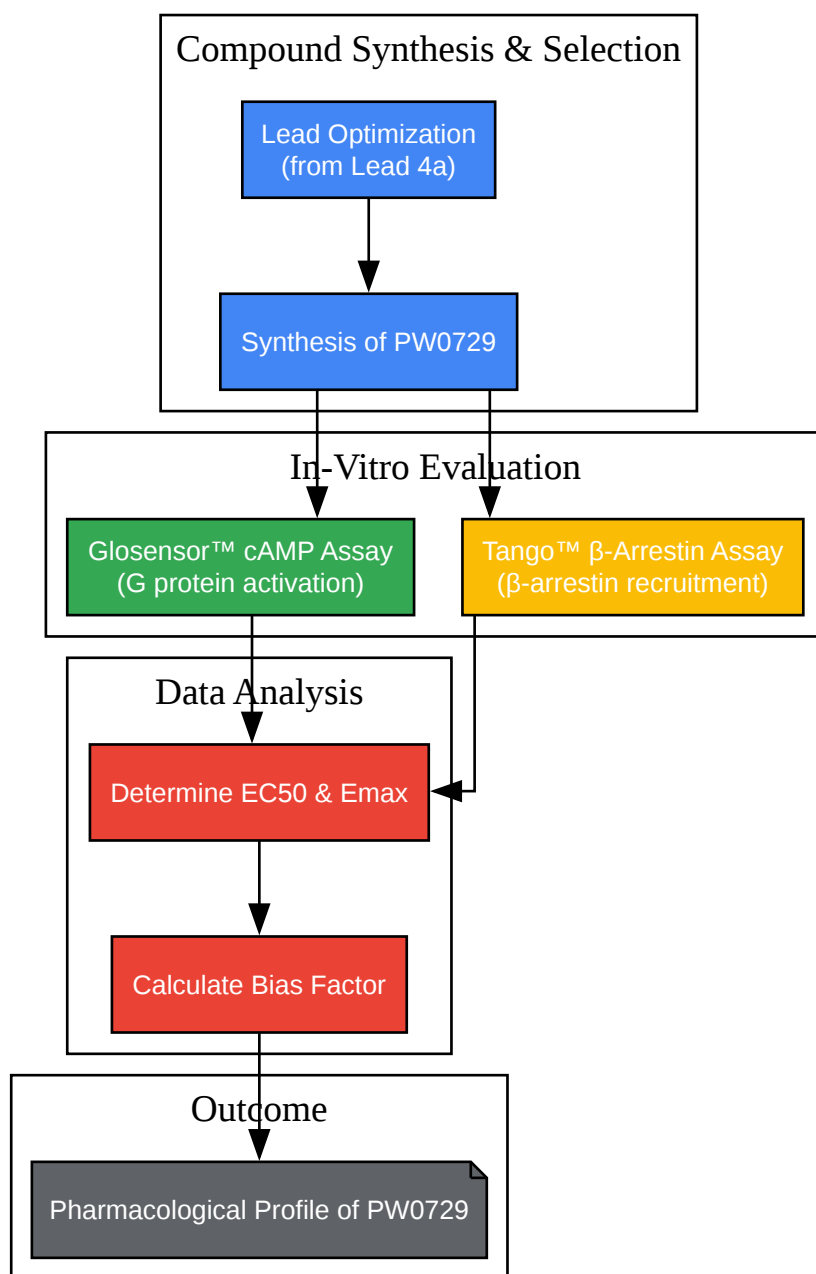 Compound Synthesis & Selection
Lead Optimization
(from Lead 4a)
Synthesis of PW0729
In-Vitro Evaluation
Glosensor™ cAMP Assay
(G protein activation)
Tango™ β-Arrestin Assay
(β-arrestin recruitment)
Data Analysis
Determine EC50 & Emax
Calculate Bias Factor
Outcome
Pharmacological Profile of PW0729